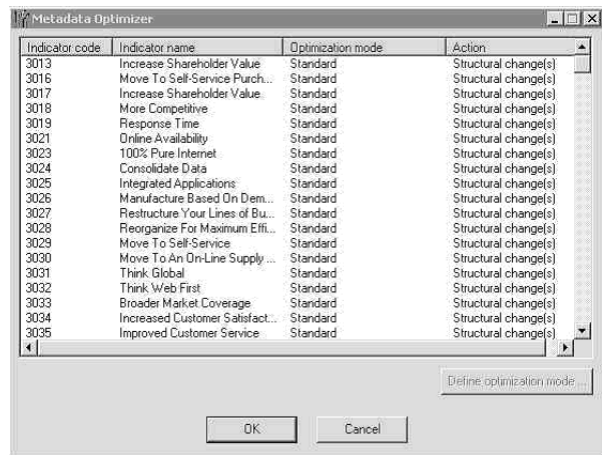 Metadata Optimizer
Indicator code Indicator name Optimization mode Action
3013 Increase Shareholder Value Standard Structural change(s)
3016 Move To Self-Service Purch... Standard Structural change(s)
3017 Increase Shareholder Value Standard Structural change(s)
3018 More Competitive Standard Structural change(s)
3019 Response Time Standard Structural change(s)
3021 Online Availability Standard Structural change(s)
3023 100% Pure Internet Standard Structural change(s)
3024 Consolidate Data Standard Structural change(s)
3025 Integrated Applications Standard Structural change(s)
3026 Manufacture Based On Dem... Standard Structural change(s)
3027 Restructure Your Lines of Bu... Standard Structural change(s)
3028 Reorganize For Maximum Effi... Standard Structural change(s)
3029 Move To Self-Service Standard Structural change(s)
3030 Move To An On-Line Supply ... Standard Structural change(s)
3031 Think Global Standard Structural change(s)
3032 Think Web First Standard Structural change(s)
3033 Broader Market Coverage Standard Structural change(s)
3034 Increased Customer Satisfact... Standard Structural change(s)
3035 Improved Customer Service Standard Structural change(s)
Define optimization mode ...
OK Cancel